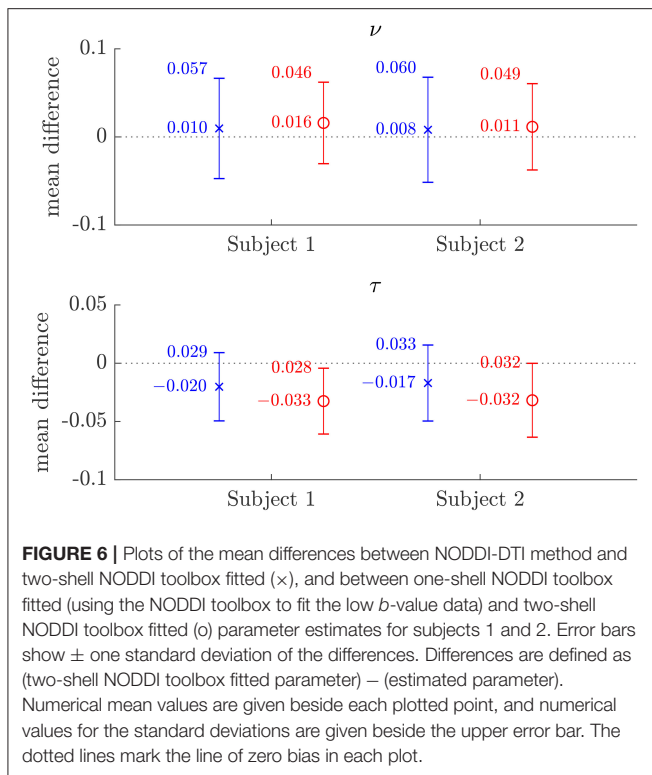 ν
0.1
0.057
0.046
0.060
0.049
0.010
0.016
0.008
0.011
0
-0.1
mean difference
Subject 1
Subject 2
τ
0.05
0.029
0.028
0.033
0.032
0
−0.020
−0.033
−0.017
−0.032
-0.05
-0.1
mean difference
Subject 1
Subject 2
FIGURE 6 | Plots of the mean differences between NODDI-DTI method and
two-shell NODDI toolbox fitted (×), and between one-shell NODDI toolbox
fitted (using the NODDI toolbox to fit the low b-value data) and two-shell
NODDI toolbox fitted (o) parameter estimates for subjects 1 and 2. Error bars
show ± one standard deviation of the differences. Differences are defined as
(two-shell NODDI toolbox fitted parameter) − (estimated parameter).
Numerical mean values are given beside each plotted point, and numerical
values for the standard deviations are given beside the upper error bar. The
dotted lines mark the line of zero bias in each plot.